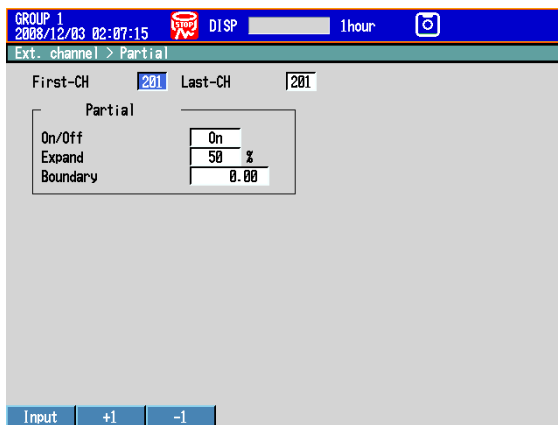 GROUP 1
2008/12/03 02:07:15
STOP
DISP
1hour
Ext. channel > Partial
First-CH 201 Last-CH 201
Partial
On/Off On
Expand 50 %
Boundary 0.00
Input +1 -1